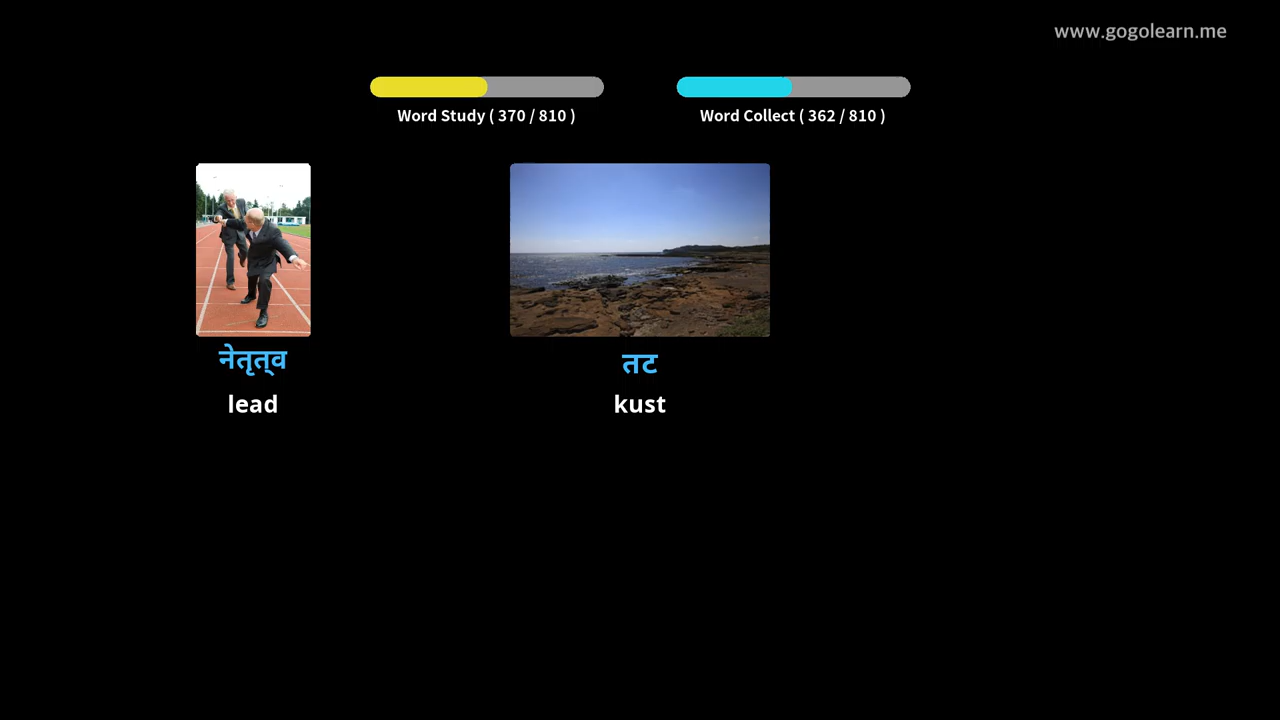 www.gogolearn.me
Word Study ( 370 / 810 )
Word Collect ( 362 / 810 )
नेतृत्व
तट
lead
kust